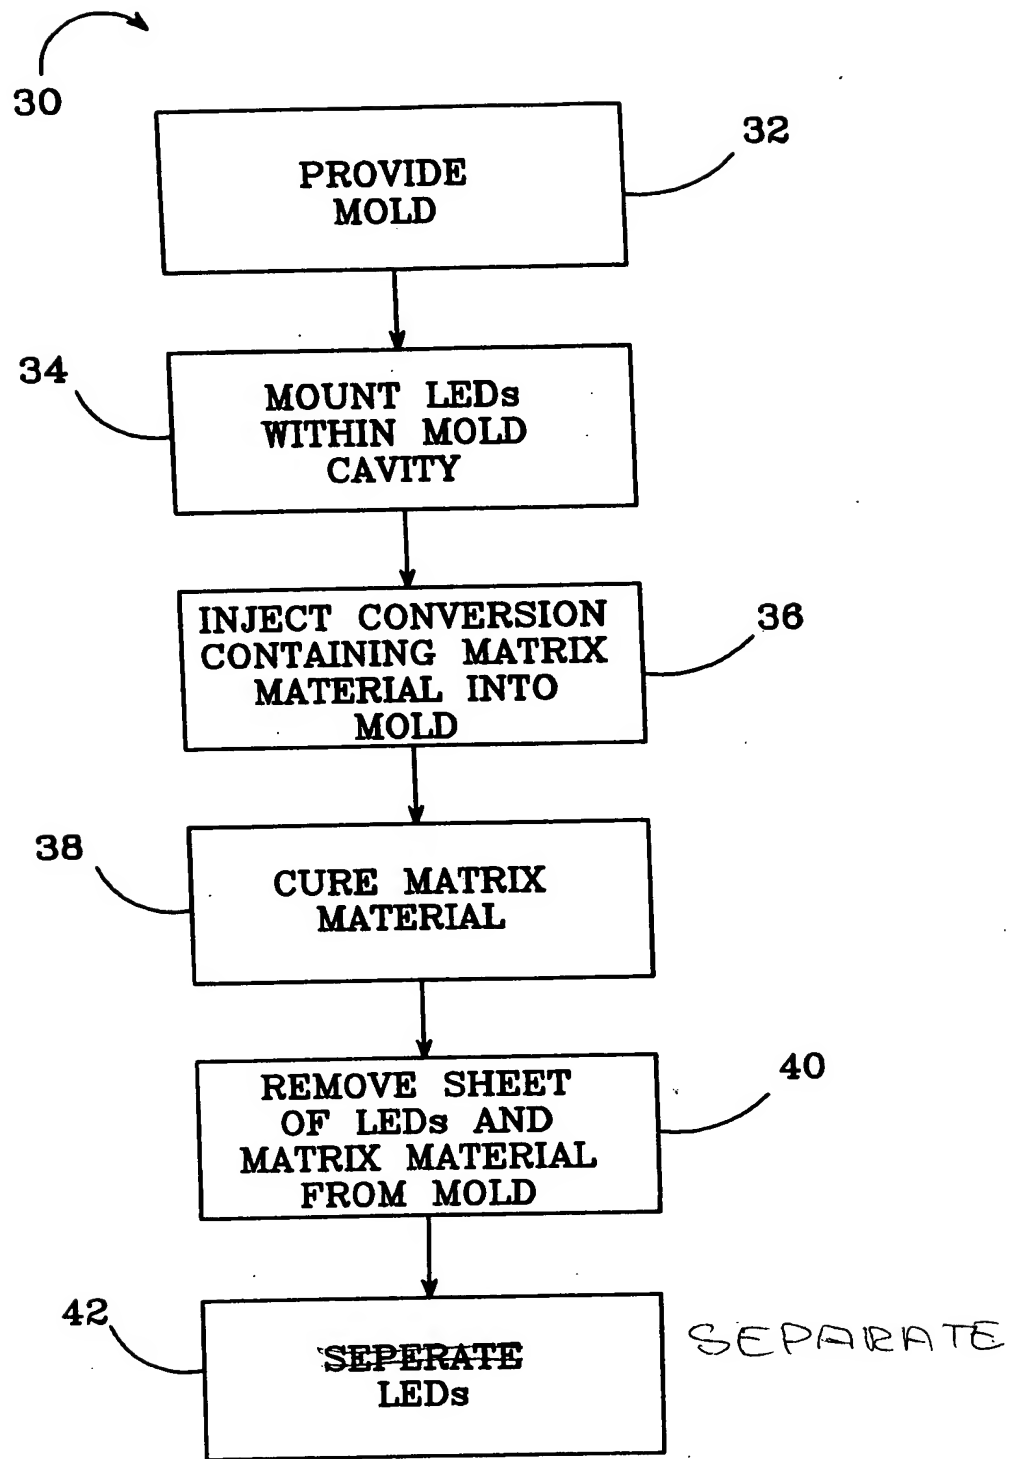 30
PROVIDE
MOLD
32
34
MOUNT LEDs
WITHIN MOLD
CAVITY
INJECT CONVERSION
CONTAINING MATRIX
MATERIAL INTO
MOLD
36
38
CURE MATRIX
MATERIAL
REMOVE SHEET
OF LEDs AND
MATRIX MATERIAL
FROM MOLD
40
42
SEPERATE
LEDs
SEPARATE